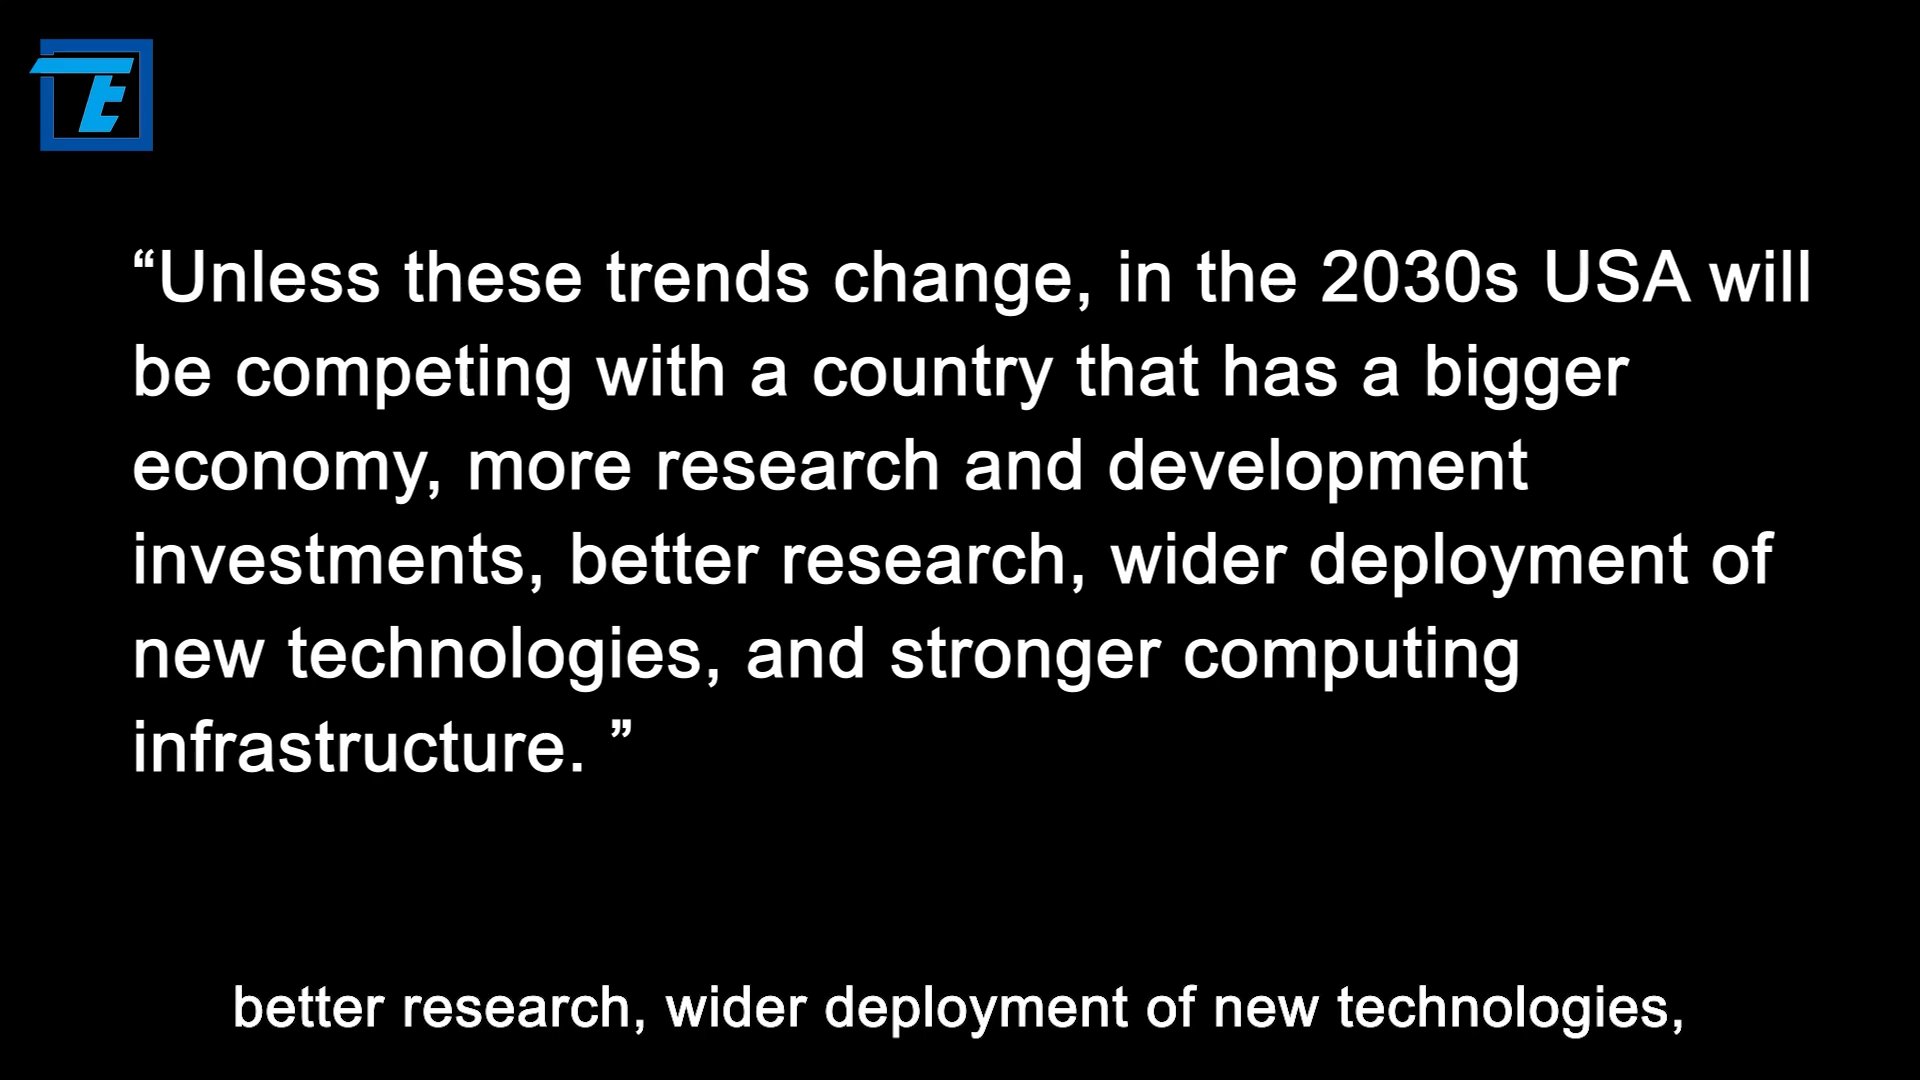 TE
“Unless these trends change, in the 2030s USA will
be competing with a country that has a bigger
economy, more research and development
investments, better research, wider deployment of
new technologies, and stronger computing
infrastructure. ”
better research, wider deployment of new technologies,